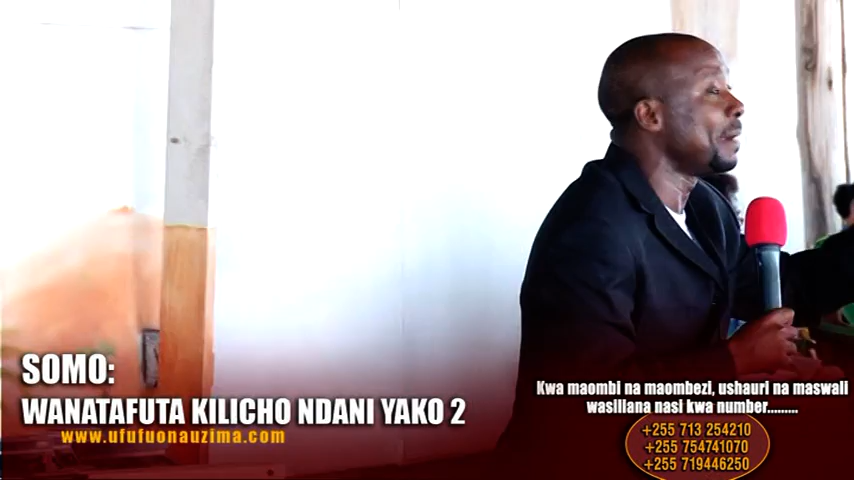 SOMO:
WANATAFUTA KILICHO NDANI YAKO 2
www.ufufuonauzima.com
Kwa maombi na maombezi, ushauri na maswali
wasiliana nasi kwa number.........
+255 713 254210
+255 754741070
+255 719446250